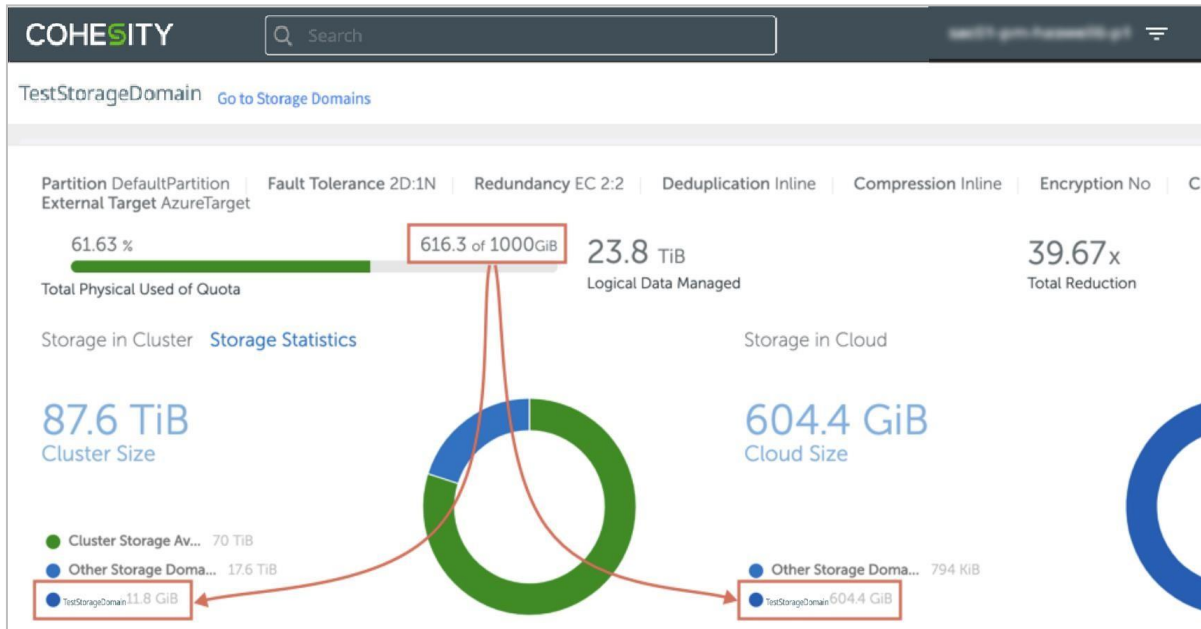 COHESITY
Search
TestStorageDomain Go to Storage Domains
Partition DefaultPartition Fault Tolerance 2D:1N Redundancy EC 2:2 Deduplication Inline Compression Inline Encryption No C
External Target AzureTarget
61.63 % 616.3 of 1000GiB 23.8 TiB 39.67x
Total Physical Used of Quota Logical Data Managed Total Reduction
Storage in Cluster Storage Statistics Storage in Cloud
87.6 TiB 604.4 GiB
Cluster Size Cloud Size
Cluster Storage Av... 70 TiB
Other Storage Doma... 17.6 TiB Other Storage Doma... 794 KiB
TestStorageDomain 11.8 GiB TestStorageDomain 604.4 GiB